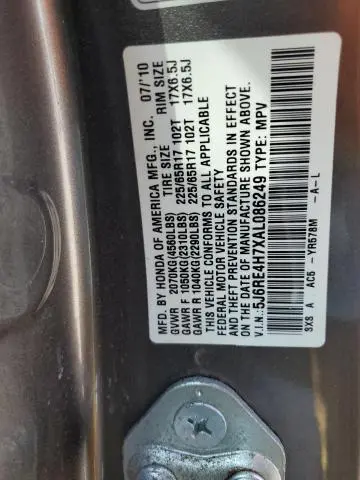 MFD. BY HONDA OF AMERICA MFG., INC. 07/'10
TIRE SIZE RIM SIZE
GVWR 2070KG(4560LBS)
GAWR F 1050KG(2310LBS) 225/65R17 102T 17X6.5J
GAWR R 1040KG(2290LBS) 225/65R17 102T 17X6.5J
THIS VEHICLE CONFORMS TO ALL APPLICABLE
FEDERAL MOTOR VEHICLE SAFETY
AND THEFT PREVENTION STANDARDS IN EFFECT
ON THE DATE OF MANUFACTURE SHOWN ABOVE.
V.I.N.:5J6RE4H7XAL086249 TYPE: MPV
SX8 A AC5 -YR578M -A-L